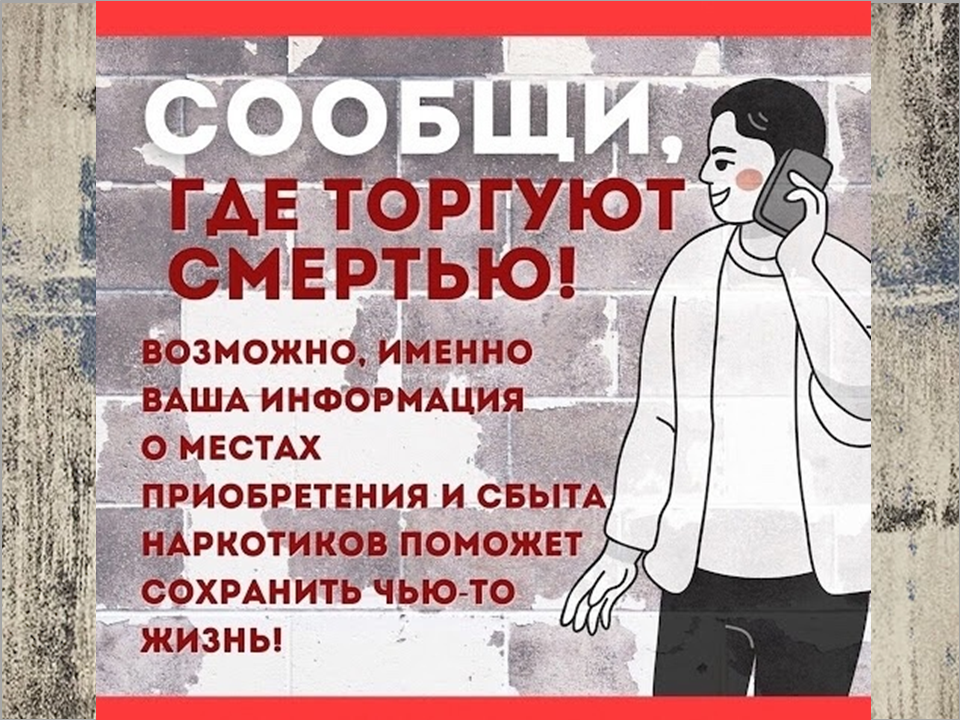 СООБЩИ,
ГДЕ ТОРГУЮТ
СМЕРТЬЮ!
ВОЗМОЖНО, ИМЕННО
ВАША ИНФОРМАЦИЯ
О МЕСТАХ
ПРИОБРЕТЕНИЯ И СБЫТА
НАРКОТИКОВ ПОМОЖЕТ
СОХРАНИТЬ ЧЬЮ-ТО
ЖИЗНЬ!